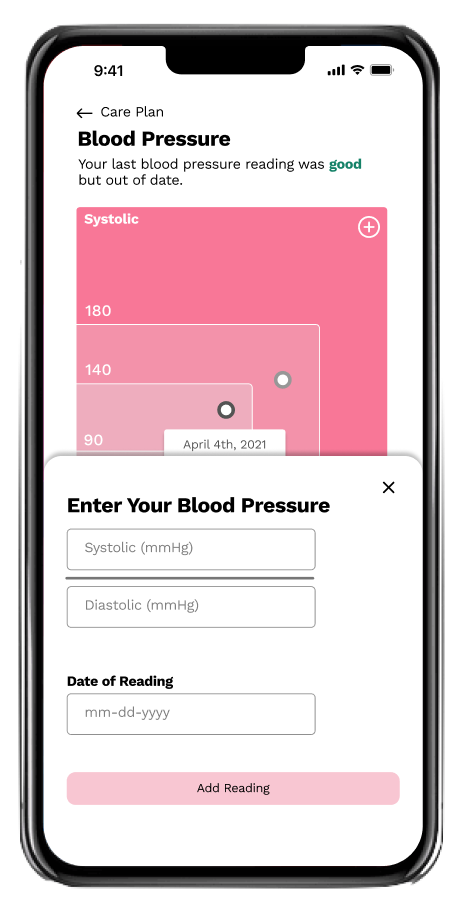 9:41
Care Plan
Blood Pressure
Your last blood pressure reading was good
but out of date.
Systolic
180
140
90
April 4th, 2021
Enter Your Blood Pressure
Systolic (mmHg)
Diastolic (mmHg)
Date of Reading
mm-dd-yyyy
Add Reading